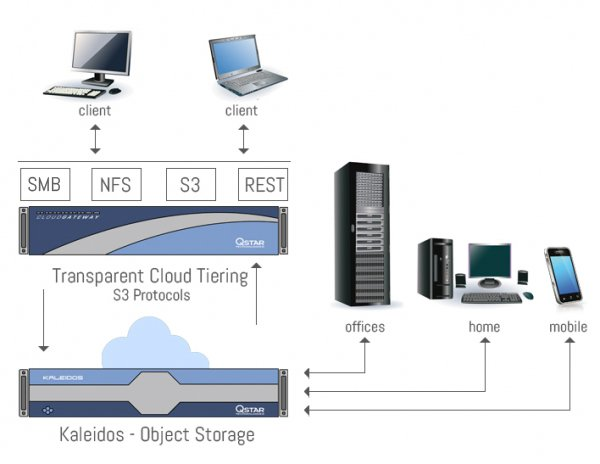 client
client
SMB
NFS
S3
REST
CLOUDGATEWAY
QSTAR
Transparent Cloud Tiering
S3 Protocols
offices
home
mobile
KALEIDOS
QSTAR
Kaleidos - Object Storage